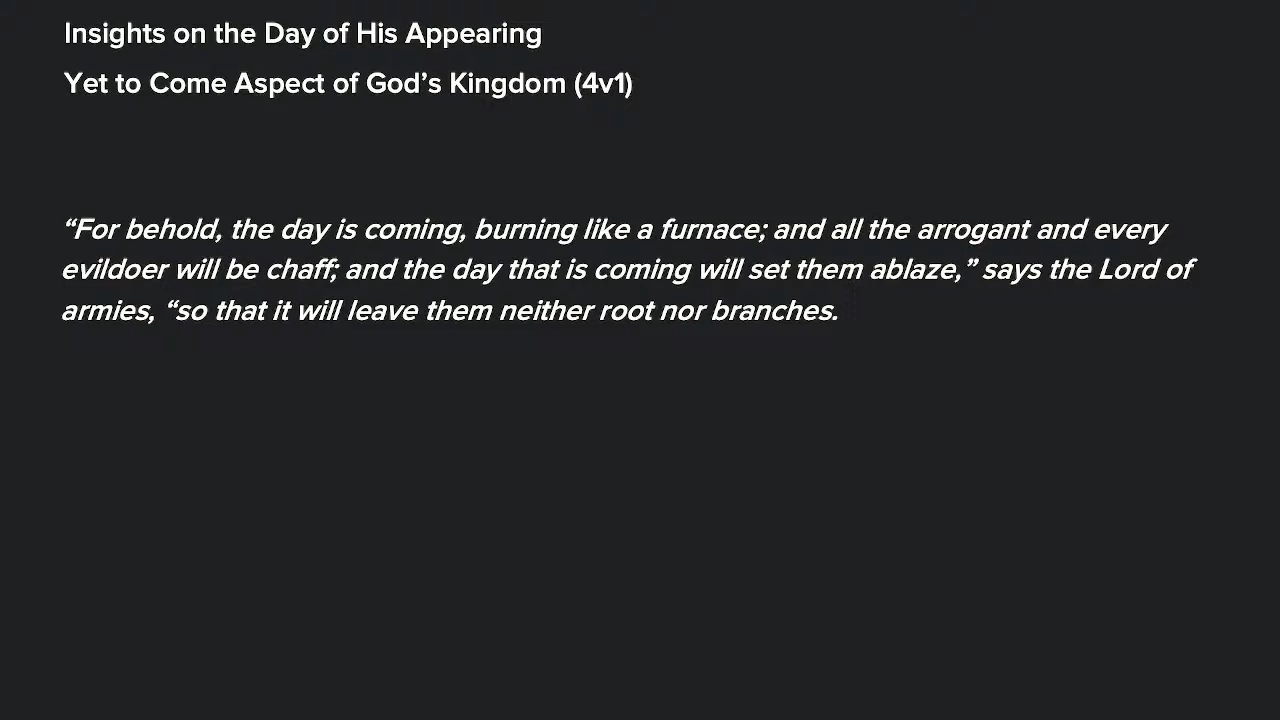 Insights on the Day of His Appearing
Yet to Come Aspect of God’s Kingdom (4v1)
“For behold, the day is coming, burning like a furnace; and all the arrogant and every
evildoer will be chaff; and the day that is coming will set them ablaze,” says the Lord of
armies, “so that it will leave them neither root nor branches.